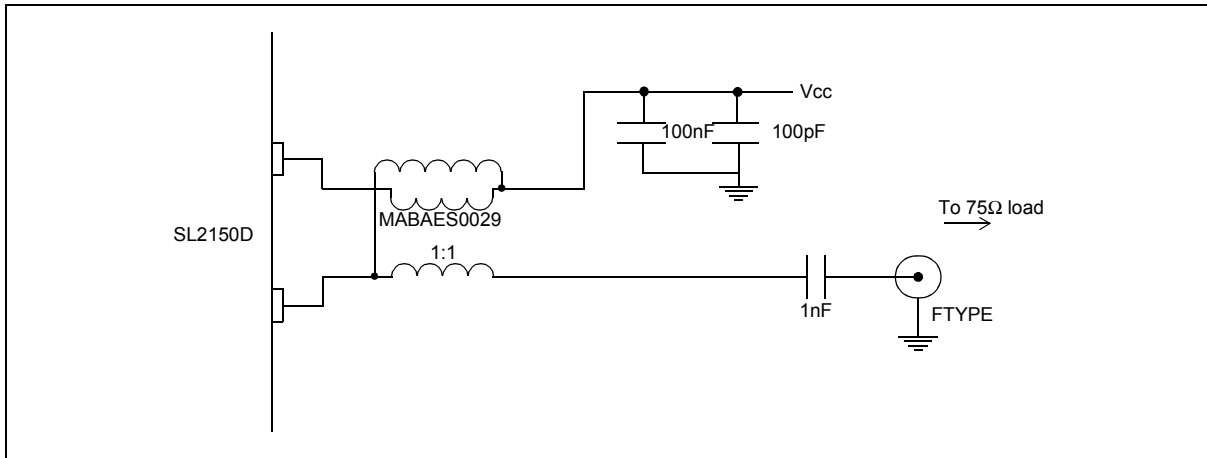 Vcc
100nF
100pF
MABAES0029
To 75Ω load
SL2150D
1:1
1nF
FTYPE